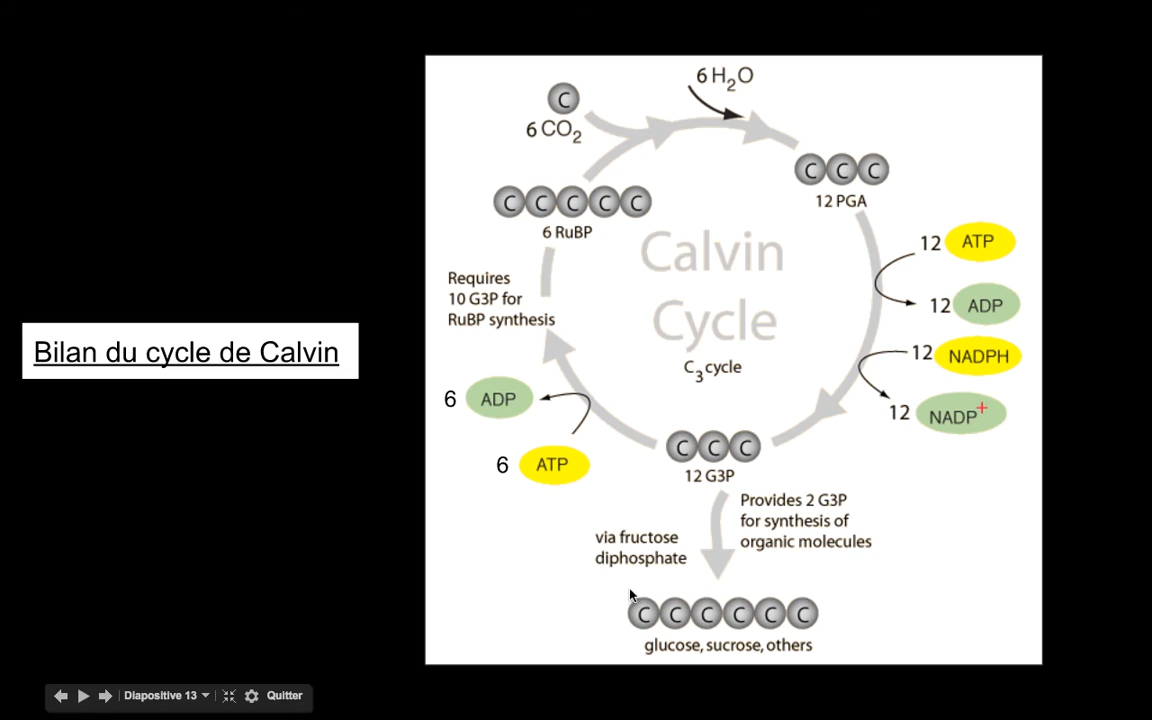 Bilan du cycle de Calvin
6 H2O
C
6 CO2
C C C
12 PGA
C C C C C
6 RuBP
Calvin
Cycle
C3 cycle
12 ATP
12 ADP
12 NADPH
12 NADP+
Requires
10 G3P for
RuBP synthesis
6 ADP
6 ATP
C C C
12 G3P
Provides 2 G3P
for synthesis of
organic molecules
via fructose
diphosphate
C C C C C C
glucose, sucrose, others
Diapositive 13
Quitter